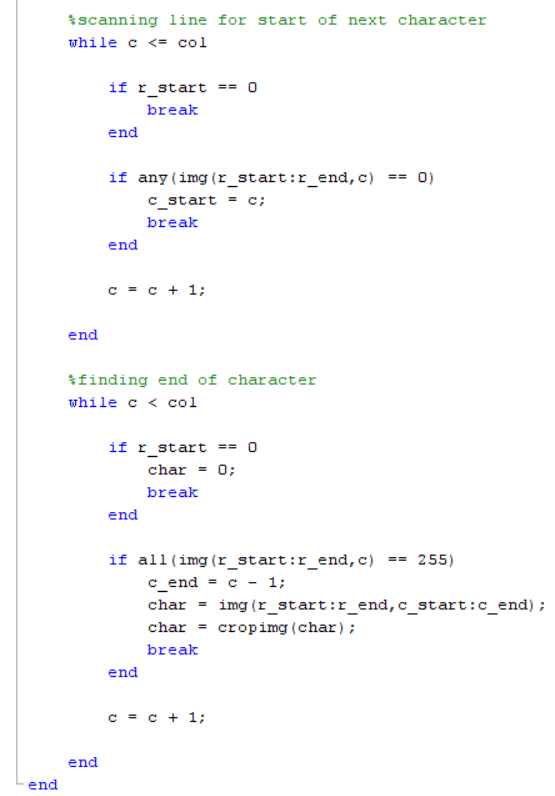 %scanning line for start of next character
while c <= col
if r_start == 0
break
end
if any(img(r_start:r_end,c) == 0)
c_start = c;
break
end
c = c + 1;
end
%finding end of character
while c < col
if r_start == 0
char = 0;
break
end
if all(img(r_start:r_end,c) == 255)
c_end = c - 1;
char = img(r_start:r_end,c_start:c_end);
char = cropimg(char);
break
end
c = c + 1;
end
end